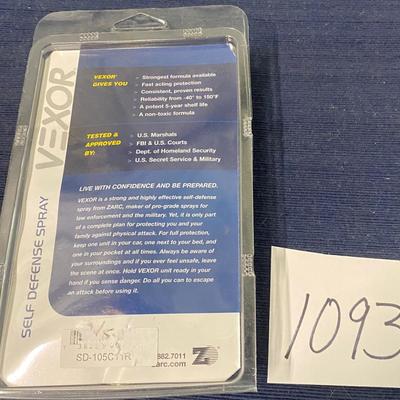 VEXOR
SELF DEFENSE SPRAY
VEXOR® GIVES YOU
Strongest formula available
Fast acting protection
Consistent, proven results
Reliability from -40° to 150°F
A potent 5-year shelf life
A non-toxic formula
TESTED & APPROVED BY:
U.S. Marshals
FBI & U.S. Courts
Dept. of Homeland Security
U.S. Secret Service & Military
LIVE WITH CONFIDENCE AND BE PREPARED.
VEXOR is a strong and highly effective self-defense
spray from ZARC, maker of pro-grade sprays for
law enforcement and the military. Yet, it is only part
of a complete plan for protecting you and your
family against physical attack. For full protection,
keep one unit in your car, one next to your bed, and
one in your pocket at all times. Always be aware of
your surroundings and if you ever feel unsafe, leave
the scene at once. Hold VEXOR unit ready in your
hand if you sense danger. Do all you can to escape
an attack before using it.
SD-105C11R
882.7011
zarc.com
1093